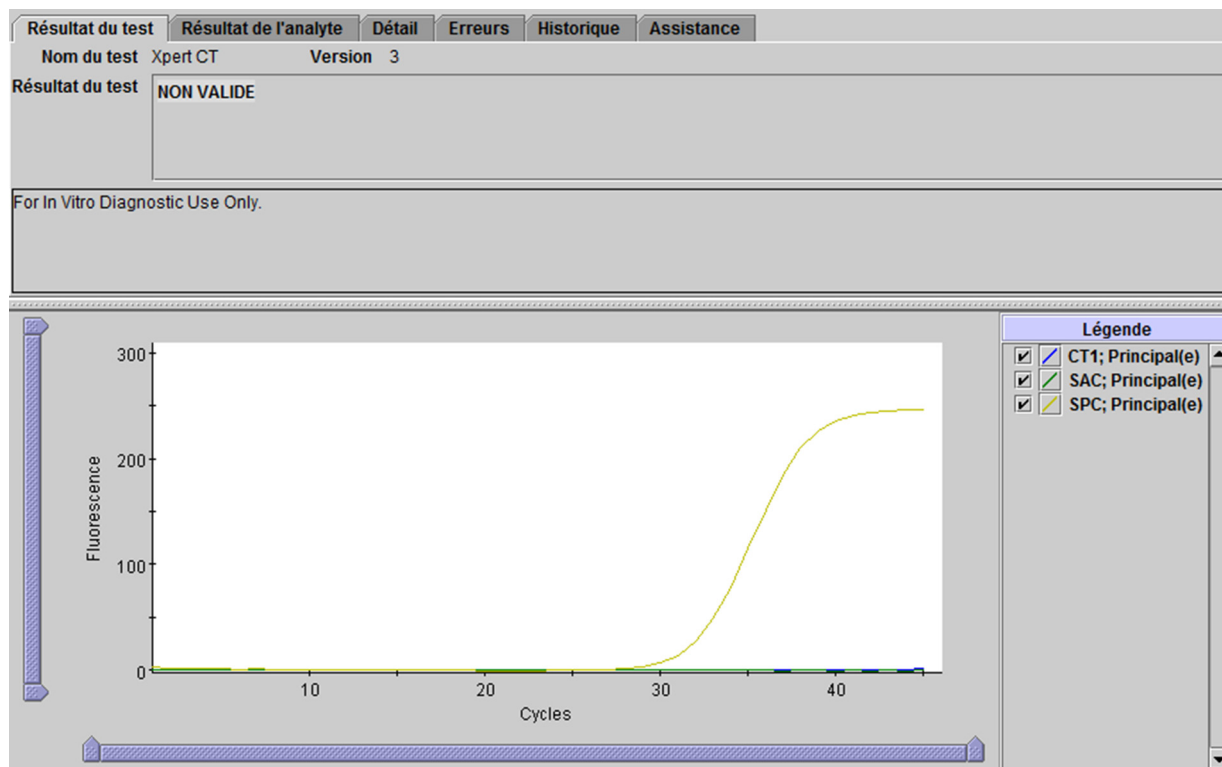 Résultat du test Résultat de l'analyte Détail Erreurs Historique Assistance
Nom du test Xpert CT Version 3
Résultat du test NON VALIDE
For In Vitro Diagnostic Use Only.
Légende
CT1; Principal(e)
SAC; Principal(e)
SPC; Principal(e)
300
200
100
0
Fluorescence
10 20 30 40
Cycles